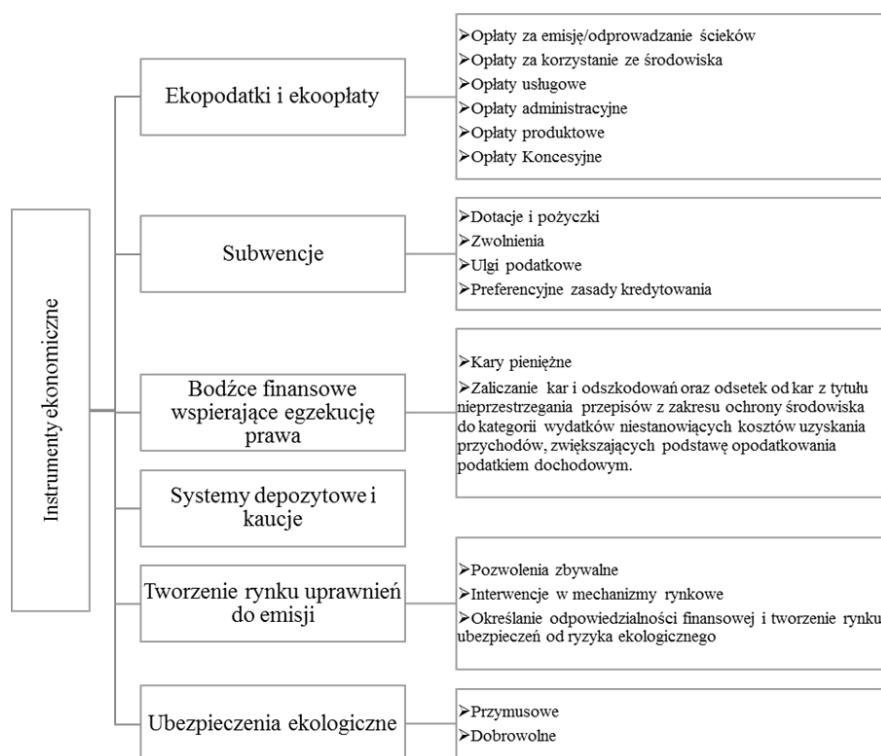 Instrumenty ekonomiczne
Ekopodatki i ekoopłaty
➢Opłaty za emisję/odprowadzanie ścieków
➢Opłaty za korzystanie ze środowiska
➢Opłaty usługowe
➢Opłaty administracyjne
➢Opłaty produktowe
➢Opłaty Koncesyjne
Subwencje
➢Dotacje i pożyczki
➢Zwolnienia
➢Ulgi podatkowe
➢Preferencyjne zasady kredytowania
Bodźce finansowe
wspierające egzekucję
prawa
➢Kary pieniężne
➢Zaliczanie kar i odszkodowań oraz odsetek od kar z tytułu
nieprzestrzegania przepisów z zakresu ochrony środowiska
do kategorii wydatków niestanowiących kosztów uzyskania
przychodów, zwiększających podstawę opodatkowania
podatkiem dochodowym.
Systemy depozytowe i
kaucje
Tworzenie rynku uprawnień
do emisji
➢Pozwolenia zbywalne
➢Interwencje w mechanizmy rynkowe
➢Określanie odpowiedzialności finansowej i tworzenie rynku
ubezpieczeń od ryzyka ekologicznego
Ubezpieczenia ekologiczne
➢Przymusowe
➢Dobrowolne